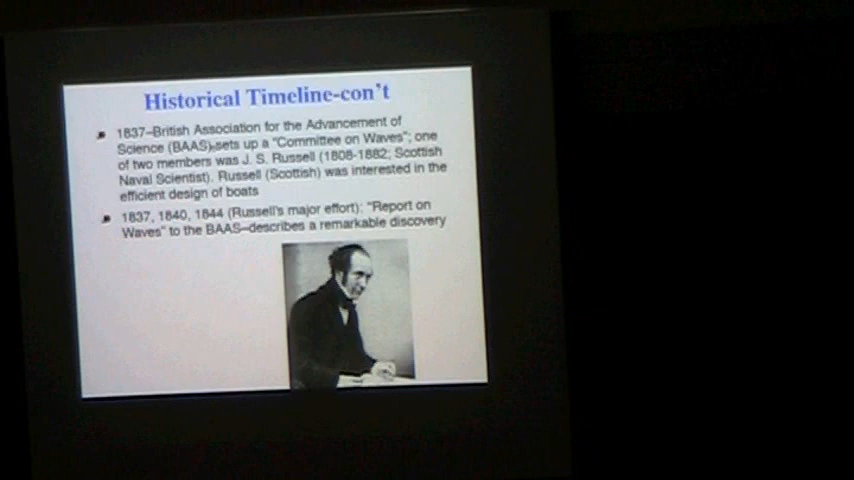 Historical Timeline-con't
1837–British Association for the Advancement of
Science (BAAS) sets up a "Committee on Waves"; one
of two members was J. S. Russell (1808-1882; Scottish
Naval Scientist). Russell (Scottish) was interested in the
efficient design of boats
1837, 1840, 1844 (Russell's major effort): "Report on
Waves" to the BAAS–describes a remarkable discovery